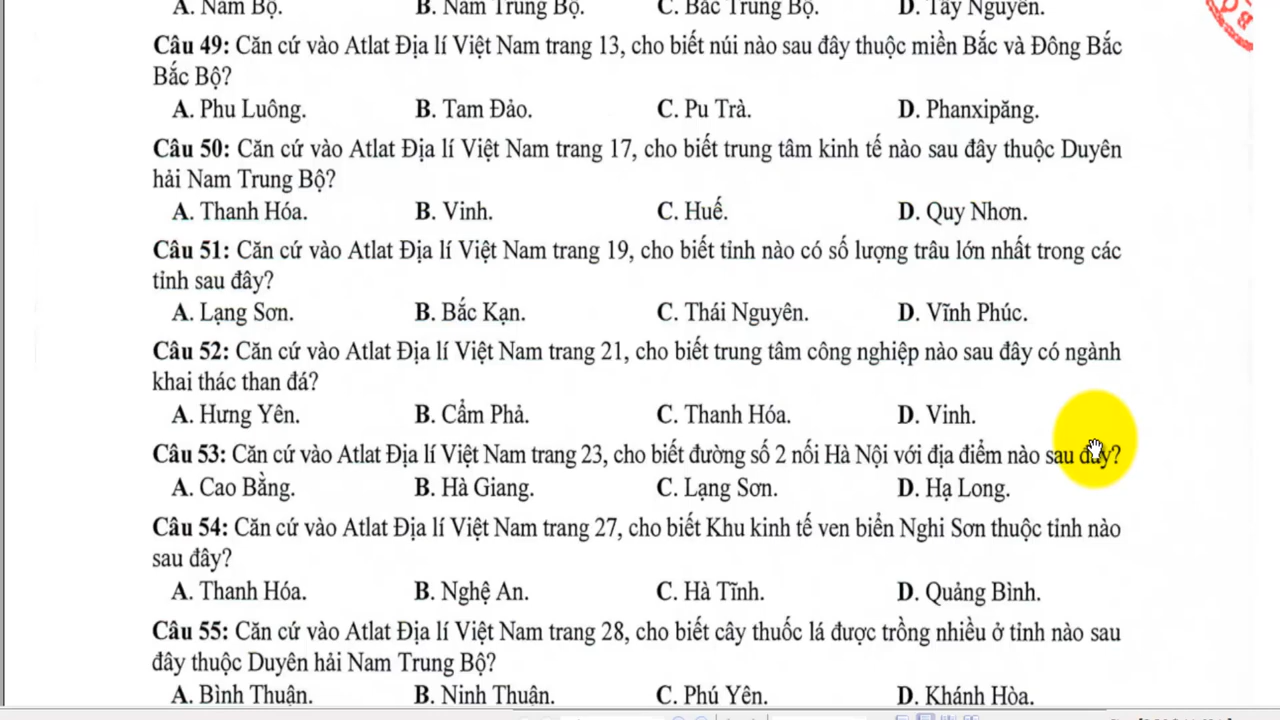 A. Nam Bộ. B. Nam Trung Bộ. C. Bắc Trung Bộ. D. Tây Nguyên.
Câu 49: Căn cứ vào Atlat Địa lí Việt Nam trang 13, cho biết núi nào sau đây thuộc miền Bắc và Đông Bắc
Bắc Bộ?
A. Phu Luông. B. Tam Đảo. C. Pu Trà. D. Phanxipăng.
Câu 50: Căn cứ vào Atlat Địa lí Việt Nam trang 17, cho biết trung tâm kinh tế nào sau đây thuộc Duyên
hải Nam Trung Bộ?
A. Thanh Hóa. B. Vinh. C. Huế. D. Quy Nhơn.
Câu 51: Căn cứ vào Atlat Địa lí Việt Nam trang 19, cho biết tỉnh nào có số lượng trâu lớn nhất trong các
tỉnh sau đây?
A. Lạng Sơn. B. Bắc Kạn. C. Thái Nguyên. D. Vĩnh Phúc.
Câu 52: Căn cứ vào Atlat Địa lí Việt Nam trang 21, cho biết trung tâm công nghiệp nào sau đây có ngành
khai thác than đá?
A. Hưng Yên. B. Cẩm Phả. C. Thanh Hóa. D. Vinh.
Câu 53: Căn cứ vào Atlat Địa lí Việt Nam trang 23, cho biết đường số 2 nối Hà Nội với địa điểm nào sau đây?
A. Cao Bằng. B. Hà Giang. C. Lạng Sơn. D. Hạ Long.
Câu 54: Căn cứ vào Atlat Địa lí Việt Nam trang 27, cho biết Khu kinh tế ven biển Nghi Sơn thuộc tỉnh nào
sau đây?
A. Thanh Hóa. B. Nghệ An. C. Hà Tĩnh. D. Quảng Bình.
Câu 55: Căn cứ vào Atlat Địa lí Việt Nam trang 28, cho biết cây thuốc lá được trồng nhiều ở tỉnh nào sau
đây thuộc Duyên hải Nam Trung Bộ?
A. Bình Thuận. B. Ninh Thuận. C. Phú Yên. D. Khánh Hòa.